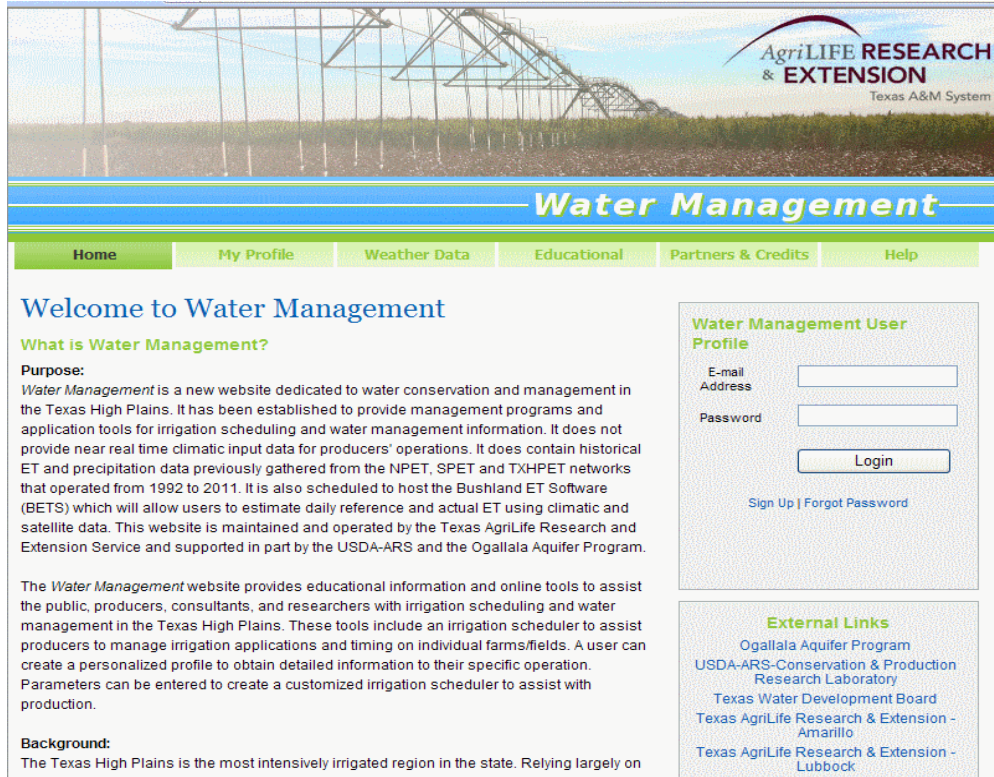 AgriLIFE RESEARCH
& EXTENSION
Texas A&M System
Water Management
Home
My Profile
Weather Data
Educational
Partners & Credits
Help
Welcome to Water Management
What is Water Management?
Purpose:
Water Management is a new website dedicated to water conservation and management in
the Texas High Plains. It has been established to provide management programs and
application tools for irrigation scheduling and water management information. It does not
provide near real time climatic input data for producers' operations. It does contain historical
ET and precipitation data previously gathered from the NPET, SPET and TXHPET networks
that operated from 1992 to 2011. It is also scheduled to host the Bushland ET Software
(BETS) which will allow users to estimate daily reference and actual ET using climatic and
satellite data. This website is maintained and operated by the Texas AgriLife Research and
Extension Service and supported in part by the USDA-ARS and the Ogallala Aquifer Program.
The Water Management website provides educational information and online tools to assist
the public, producers, consultants, and researchers with irrigation scheduling and water
management in the Texas High Plains. These tools include an irrigation scheduler to assist
producers to manage irrigation applications and timing on individual farms/fields. A user can
create a personalized profile to obtain detailed information to their specific operation.
Parameters can be entered to create a customized irrigation scheduler to assist with
production.
Background:
The Texas High Plains is the most intensively irrigated region in the state. Relying largely on
Water Management User
Profile
E-mail
Address
Password
Login
Sign Up | Forgot Password
External Links
Ogallala Aquifer Program
USDA-ARS-Conservation & Production
Research Laboratory
Texas Water Development Board
Texas AgriLife Research & Extension -
Amarillo
Texas AgriLife Research & Extension -
Lubbock